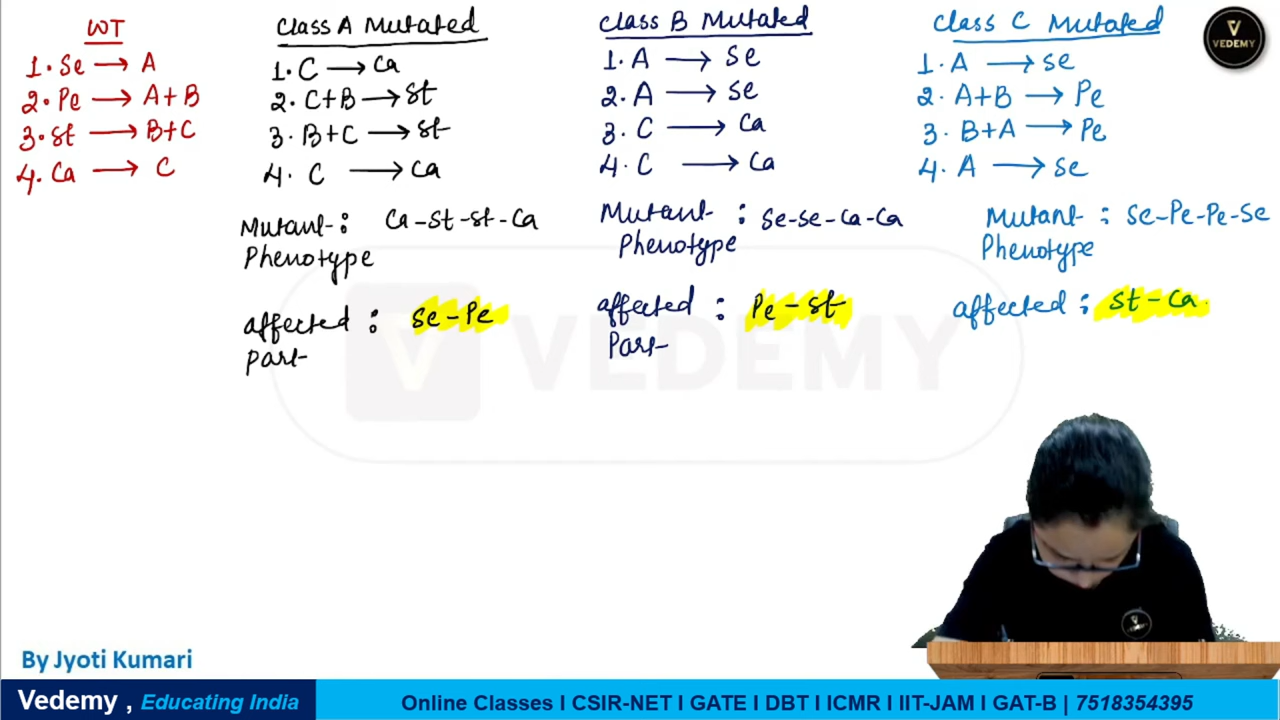 WT
1. Se → A
2. Pe → A+B
3. st → B+C
4. Ca → C
Class A Mutated
1. C → Ca
2. C+B → st
3. B+C → st
4. C → Ca
Mutant : Ca-st-st-Ca
Phenotype
affected : Se-Pe
Part
Class B Mutated
1. A → Se
2. A → Se
3. C → Ca
4. C → Ca
Mutant : Se-Se-Ca-Ca
Phenotype
affected : Pe-st
Part
Class C Mutated
1. A → Se
2. A+B → Pe
3. B+A → Pe
4. A → Se
Mutant : Se-Pe-Pe-Se
Phenotype
affected : st-Ca.
VEDEMY
VEDEMY
By Jyoti Kumari
Vedemy , Educating India
Online Classes I CSIR-NET I GATE I DBT I ICMR I IIT-JAM I GAT-B | 7518354395